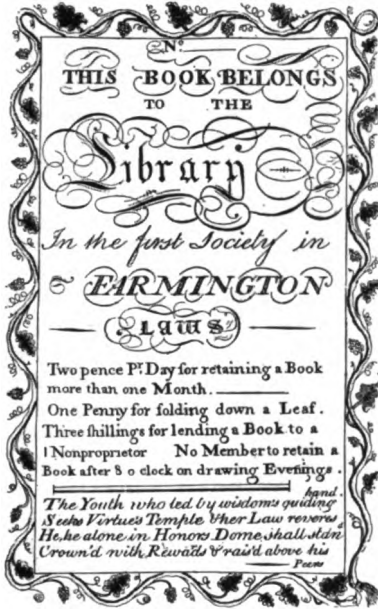 No.
THIS BOOK BELONGS
TO THE
Library
In the first Society in
FARMINGTON
LAWS
Two pence Pr. Day for retaining a Book
more than one Month.
One Penny for folding down a Leaf.
Three shillings for lending a Book to a
Nonproprietor No Member to retain a
Book after 8 o clock on drawing Evenings.
hand.
The Youth who led by wisdoms guiding
Seeks Virtue's Temple & her Law reveres
He, he alone in Honors Dome, shall stand
Crown'd with Rewards & rais'd above his
Peers